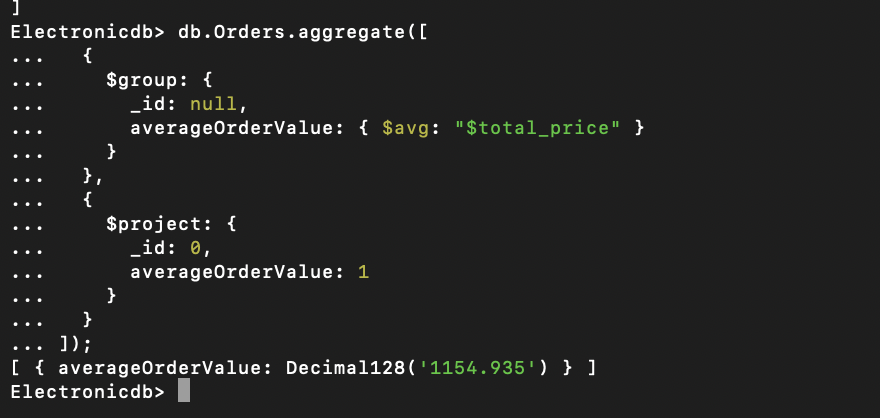 ]
Electronicdb> db.Orders.aggregate([
...   {
...     $group: {
...       _id: null,
...       averageOrderValue: { $avg: "$total_price" }
...     }
...   },
...   {
...     $project: {
...       _id: 0,
...       averageOrderValue: 1
...     }
...   }
... ]);
[ { averageOrderValue: Decimal128('1154.935') } ]
Electronicdb>